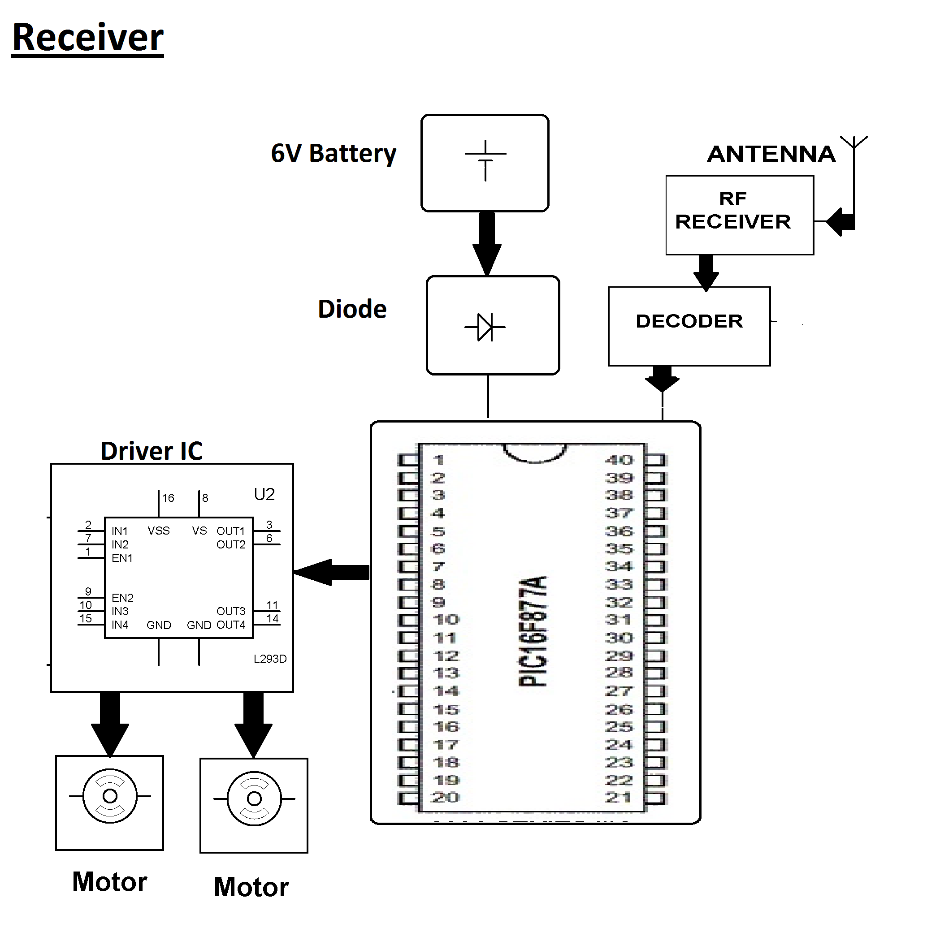 Receiver
6V Battery
ANTENNA
RF
RECEIVER
Diode
DECODER
Driver IC
U2
16
8
2
IN1
VSS
VS
OUT1
3
7
IN2
OUT2
6
1
EN1
9
EN2
10
IN3
OUT3
11
15
IN4
GND
GND
OUT4
14
L293D
PIC16F877A
1
40
2
39
3
38
4
37
5
36
6
35
7
34
8
33
9
32
10
31
11
30
12
29
13
28
14
27
15
26
16
25
17
24
18
23
19
22
20
21
Motor
Motor